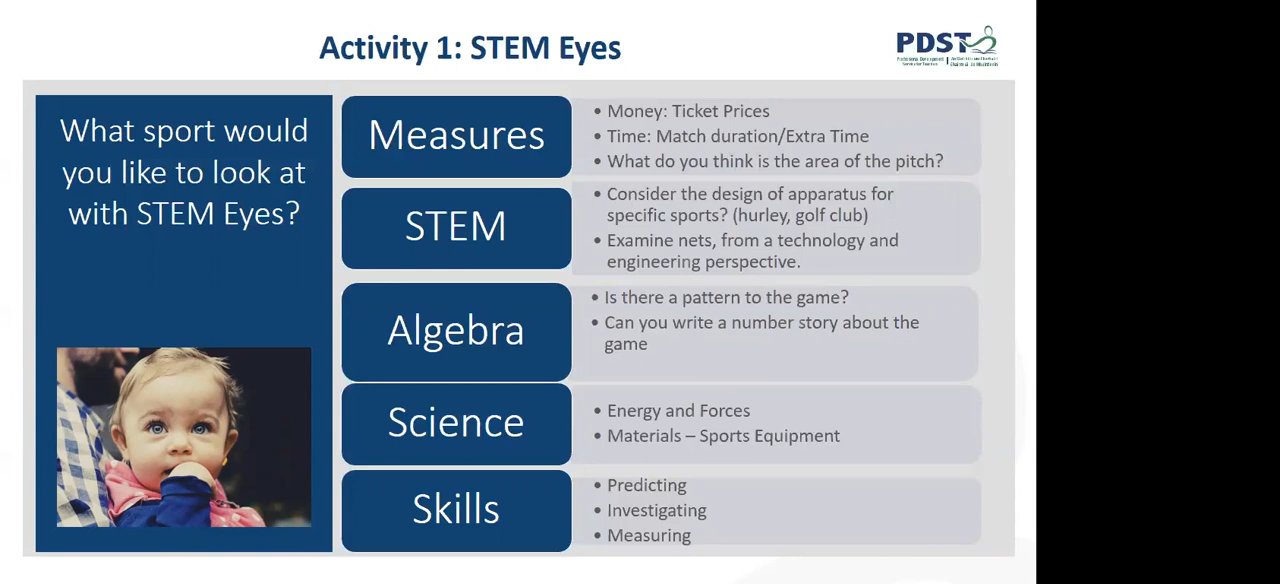 Activity 1: STEM Eyes
PDST
What sport would
you like to look at
with STEM Eyes?
Measures
• Money: Ticket Prices
• Time: Match duration/Extra Time
• What do you think is the area of the pitch?
STEM
• Consider the design of apparatus for
specific sports? (hurley, golf club)
• Examine nets, from a technology and
engineering perspective.
Algebra
• Is there a pattern to the game?
• Can you write a number story about the
game
Science
• Energy and Forces
• Materials – Sports Equipment
Skills
• Predicting
• Investigating
• Measuring